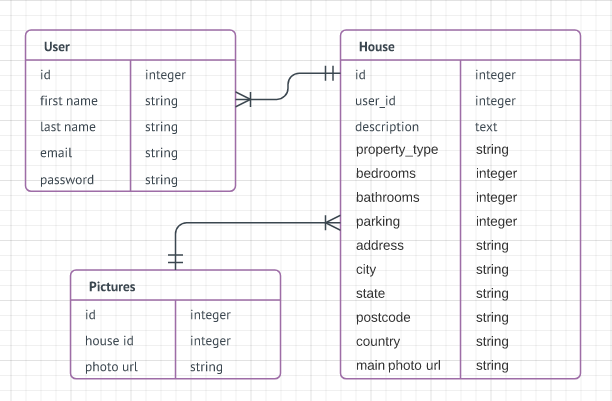 User
id integer
first name string
last name string
email string
password string
House
id integer
user_id integer
description text
property_type string
bedrooms integer
bathrooms integer
parking integer
address string
city string
state string
postcode string
country string
main photo url string
Pictures
id integer
house id integer
photo url string